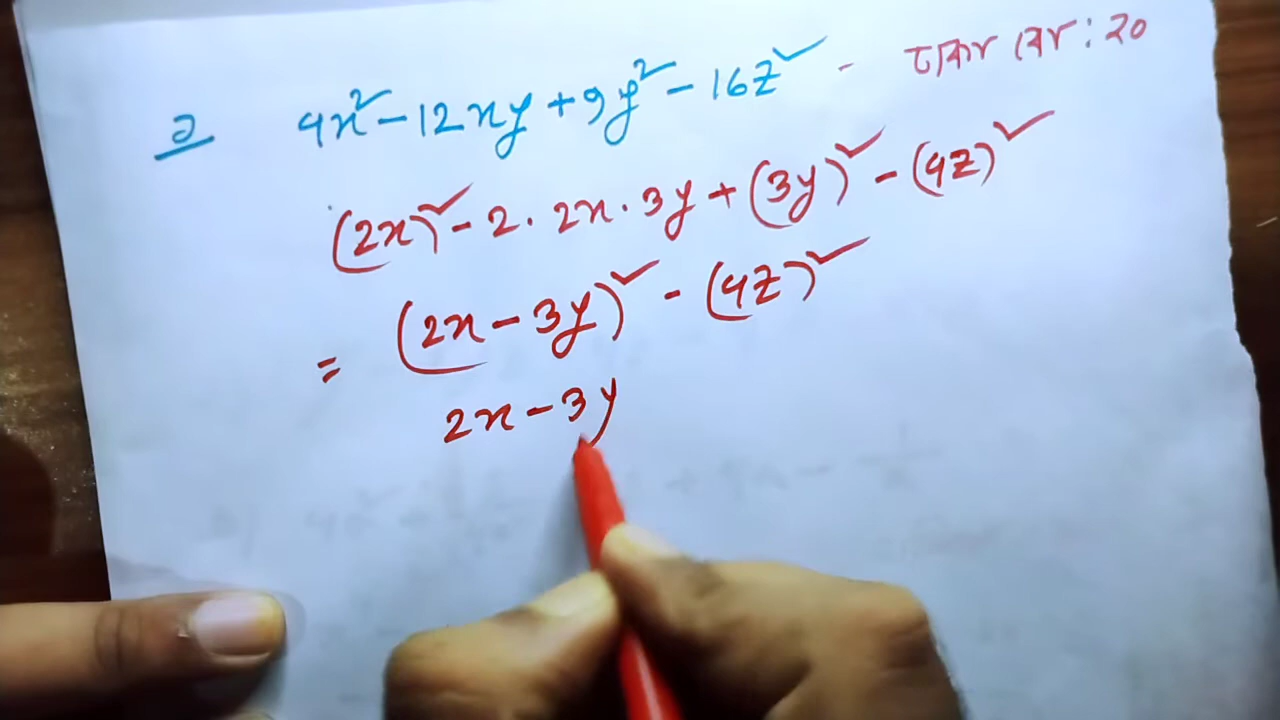 ১ 4x² - 12xy + 9y² - 16z² - ঢাকা বোর্ড : ২০
(2x)² - 2 · 2x · 3y + (3y)² - (4z)²
= (2x - 3y)² - (4z)²
2x - 3y